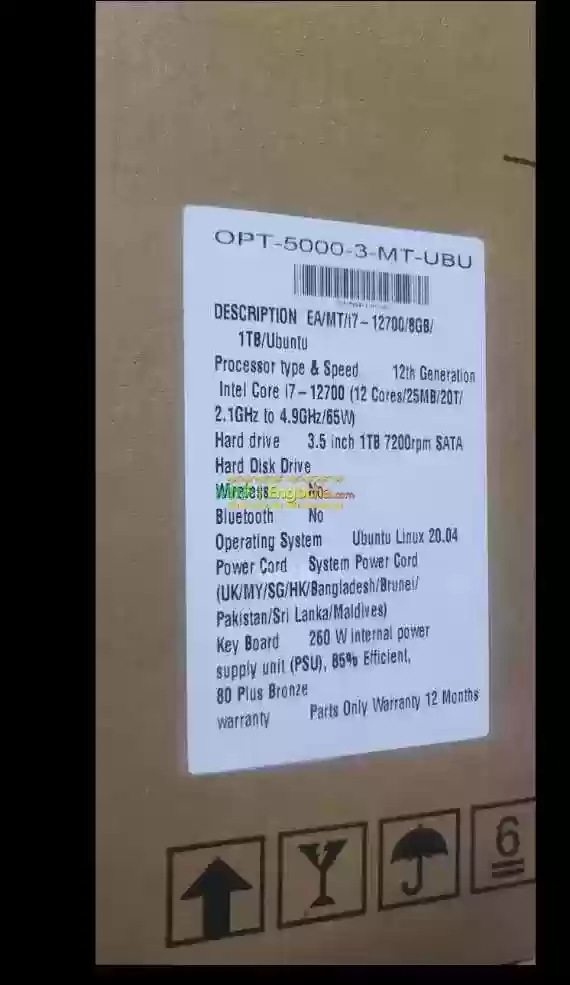 OPT-5000-3-MT-UBU
DESCRIPTION EA/MT/i7-12700/8GB/
1TB/Ubuntu
Processor type & Speed 12th Generation
Intel Core i7-12700 (12 Cores/25MB/20T/
2.1GHz to 4.9GHz/65W)
Hard drive 3.5 inch 1TB 7200rpm SATA
Hard Disk Drive
Wireless No
Bluetooth No
Operating System Ubuntu Linux 20.04
Power Cord System Power Cord
(UK/MY/SG/HK/Bangladesh/Brunei/
Pakistan/Sri Lanka/Maldives)
Key Board 260 W internal power
supply unit (PSU), 85% Efficient,
80 Plus Bronze
warranty Parts Only Warranty 12 Months
6